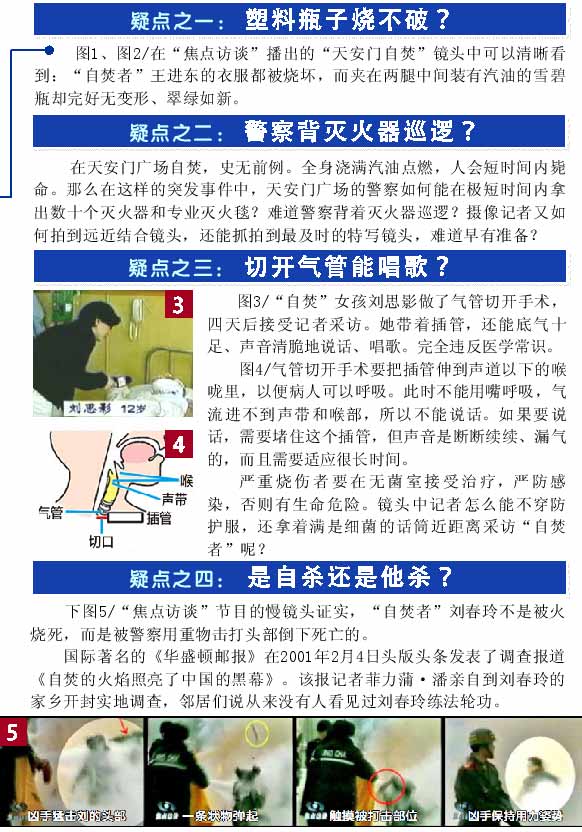 疑点之一：塑料瓶子烧不破？
图1、图2/在“焦点访谈”播出的“天安门自焚”镜头中可以清晰看
到：“自焚者”王进东的衣服都被烧坏，而夹在两腿中间装有汽油的雪碧
瓶却完好无变形、翠绿如新。
疑点之二：警察背灭火器巡逻？
在天安门广场自焚，史无前例。全身浇满汽油点燃，人会短时间内毙
命。那么在这样的突发事件中，天安门广场的警察如何能在极短时间内拿
出数十个灭火器和专业灭火毯？难道警察背着灭火器巡逻？摄像记者又如
何拍到远近结合镜头，还能抓拍到最及时的特写镜头，难道早有准备？
疑点之三：切开气管能唱歌？
3
刘思影 12岁
图3/“自焚”女孩刘思影做了气管切开手术，
四天后接受记者采访。她带着插管，还能底气十
足、声音清脆地说话、唱歌。完全违反医学常识。
图4/气管切开手术要把插管伸到声道以下的喉
咙里，以便病人可以呼吸。此时不能用嘴呼吸，气
流进不到声带和喉部，所以不能说话。如果要说
话，需要堵住这个插管，但声音是断断续续、漏气
的，而且需要适应很长时间。
严重烧伤者要在无菌室接受治疗，严防感
染，否则有生命危险。镜头中记者怎么能不穿防
护服，还拿着满是细菌的话筒近距离采访“自焚
者”呢？
4
喉
声带
气管
插管
切口
疑点之四：是自杀还是他杀？
下图5/“焦点访谈”节目的慢镜头证实，“自焚者”刘春玲不是被火
烧死，而是被警察用重物击打头部倒下死亡的。
国际著名的《华盛顿邮报》在2001年2月4日头版头条发表了调查报道
《自焚的火焰照亮了中国的黑幕》。该报记者菲力蒲·潘亲自到刘春玲的
家乡开封实地调查，邻居们说从来没有人看见过刘春玲练法轮功。
5
凶手猛击刘的头部
一条状物弹起
触摸被打击部位
凶手保持用力姿势